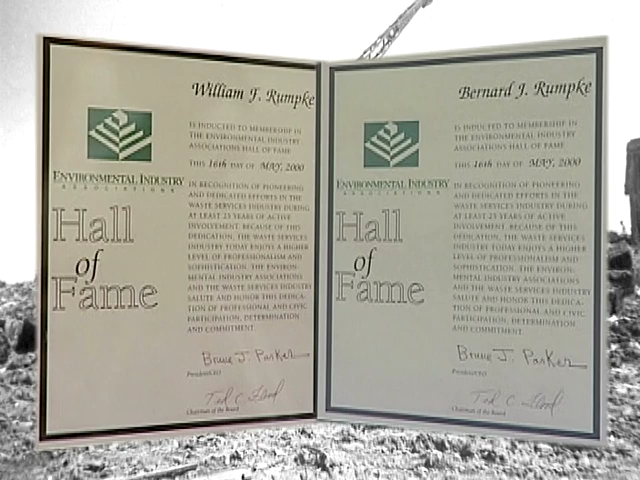 William F. Rumpke
IS INDUCTED TO MEMBERSHIP IN
THE ENVIRONMENTAL INDUSTRY
ASSOCIATIONS HALL OF FAME
THIS 16th DAY OF MAY, 2000
ENVIRONMENTAL INDUSTRY
ASSOCIATIONS
Hall
of
Fame
IN RECOGNITION OF PIONEERING
AND DEDICATED EFFORTS IN THE
WASTE SERVICES INDUSTRY DURING
AT LEAST 25 YEARS OF ACTIVE
INVOLVEMENT. BECAUSE OF THIS
DEDICATION, THE WASTE SERVICES
INDUSTRY TODAY ENJOYS A HIGHER
LEVEL OF PROFESSIONALISM AND
SOPHISTICATION. THE ENVIRON-
MENTAL INDUSTRY ASSOCIATIONS
AND THE WASTE SERVICES INDUSTRY
SALUTE AND HONOR THIS DEDICA-
TION OF PROFESSIONAL AND CIVIC
PARTICIPATION, DETERMINATION
AND COMMITMENT.
Bruce J. Parker
President/CEO
Ted C. Flood
Chairman of the Board
Bernard J. Rumpke
IS INDUCTED TO MEMBERSHIP IN
THE ENVIRONMENTAL INDUSTRY
ASSOCIATIONS HALL OF FAME
THIS 16th DAY OF MAY, 2000
ENVIRONMENTAL INDUSTRY
ASSOCIATIONS
Hall
of
Fame
IN RECOGNITION OF PIONEERING
AND DEDICATED EFFORTS IN THE
WASTE SERVICES INDUSTRY DURING
AT LEAST 25 YEARS OF ACTIVE
INVOLVEMENT. BECAUSE OF THIS
DEDICATION, THE WASTE SERVICES
INDUSTRY TODAY ENJOYS A HIGHER
LEVEL OF PROFESSIONALISM AND
SOPHISTICATION. THE ENVIRON-
MENTAL INDUSTRY ASSOCIATIONS
AND THE WASTE SERVICES INDUSTRY
SALUTE AND HONOR THIS DEDICA-
TION OF PROFESSIONAL AND CIVIC
PARTICIPATION, DETERMINATION
AND COMMITMENT.
Bruce J. Parker
President/CEO
Ted C. Flood
Chairman of the Board